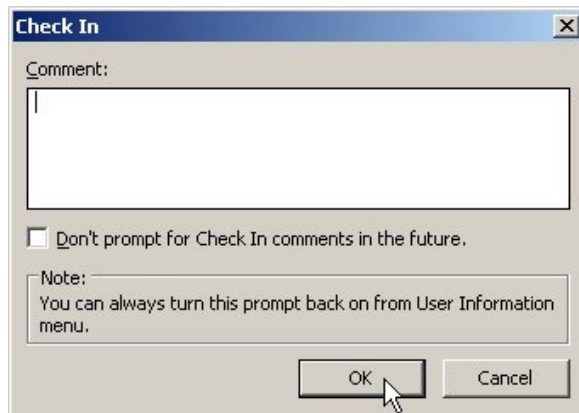 Check In
Comment:
Don't prompt for Check In comments in the future.
Note:
You can always turn this prompt back on from User Information
menu.
OK
Cancel